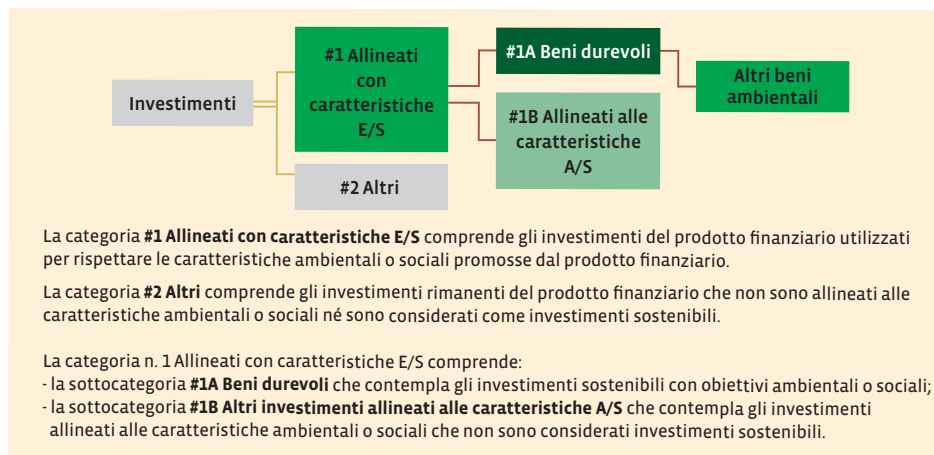 Investimenti
#1 Allineati
con
caratteristiche
E/S
#2 Altri
#1A Beni durevoli
#1B Allineati alle
caratteristiche
A/S
Altri beni
ambientali
La categoria #1 Allineati con caratteristiche E/S comprende gli investimenti del prodotto finanziario utilizzati
per rispettare le caratteristiche ambientali o sociali promosse dal prodotto finanziario.
La categoria #2 Altri comprende gli investimenti rimanenti del prodotto finanziario che non sono allineati alle
caratteristiche ambientali o sociali né sono considerati come investimenti sostenibili.
La categoria n. 1 Allineati con caratteristiche E/S comprende:
- la sottocategoria #1A Beni durevoli che contempla gli investimenti sostenibili con obiettivi ambientali o sociali;
- la sottocategoria #1B Altri investimenti allineati alle caratteristiche A/S che contempla gli investimenti
allineati alle caratteristiche ambientali o sociali che non sono considerati investimenti sostenibili.